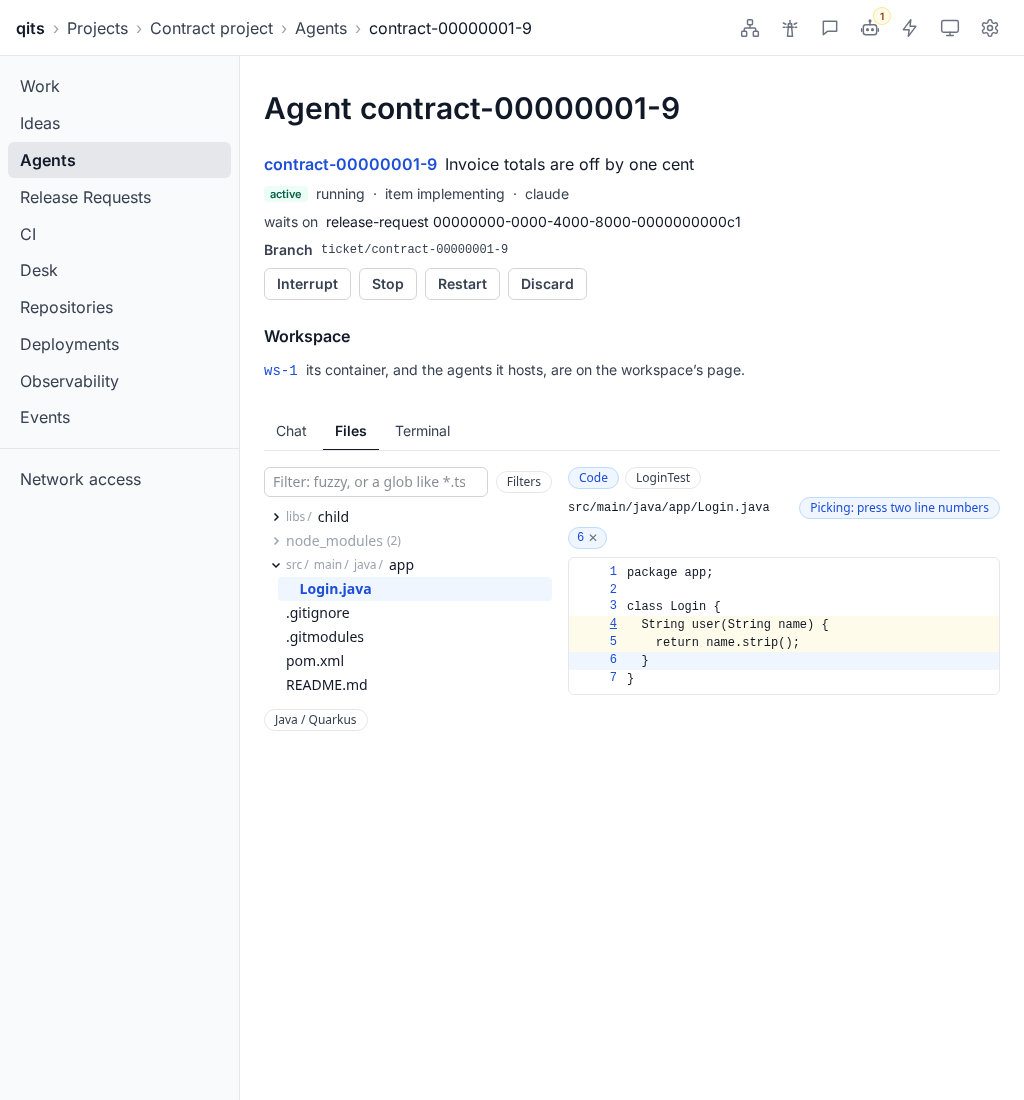 qits › Projects › Contract project › Agents › contract-00000001-9
1
Work
Ideas
Agents
Release Requests
CI
Desk
Repositories
Deployments
Observability
Events
Network access
Agent contract-00000001-9
contract-00000001-9 Invoice totals are off by one cent
active running · item implementing · claude
waits on release-request 00000000-0000-4000-8000-0000000000c1
Branch ticket/contract-00000001-9
Interrupt Stop Restart Discard
Workspace
ws-1 its container, and the agents it hosts, are on the workspace’s page.
Chat Files Terminal
Filter: fuzzy, or a glob like *.ts Filters
libs/ child
node_modules (2)
src/ main/ java/ app
Login.java
.gitignore
.gitmodules
pom.xml
README.md
Java / Quarkus
Code LoginTest
src/main/java/app/Login.java Picking: press two line numbers
6 ×
1 package app;
2
3 class Login {
4 String user(String name) {
5 return name.strip();
6 }
7 }